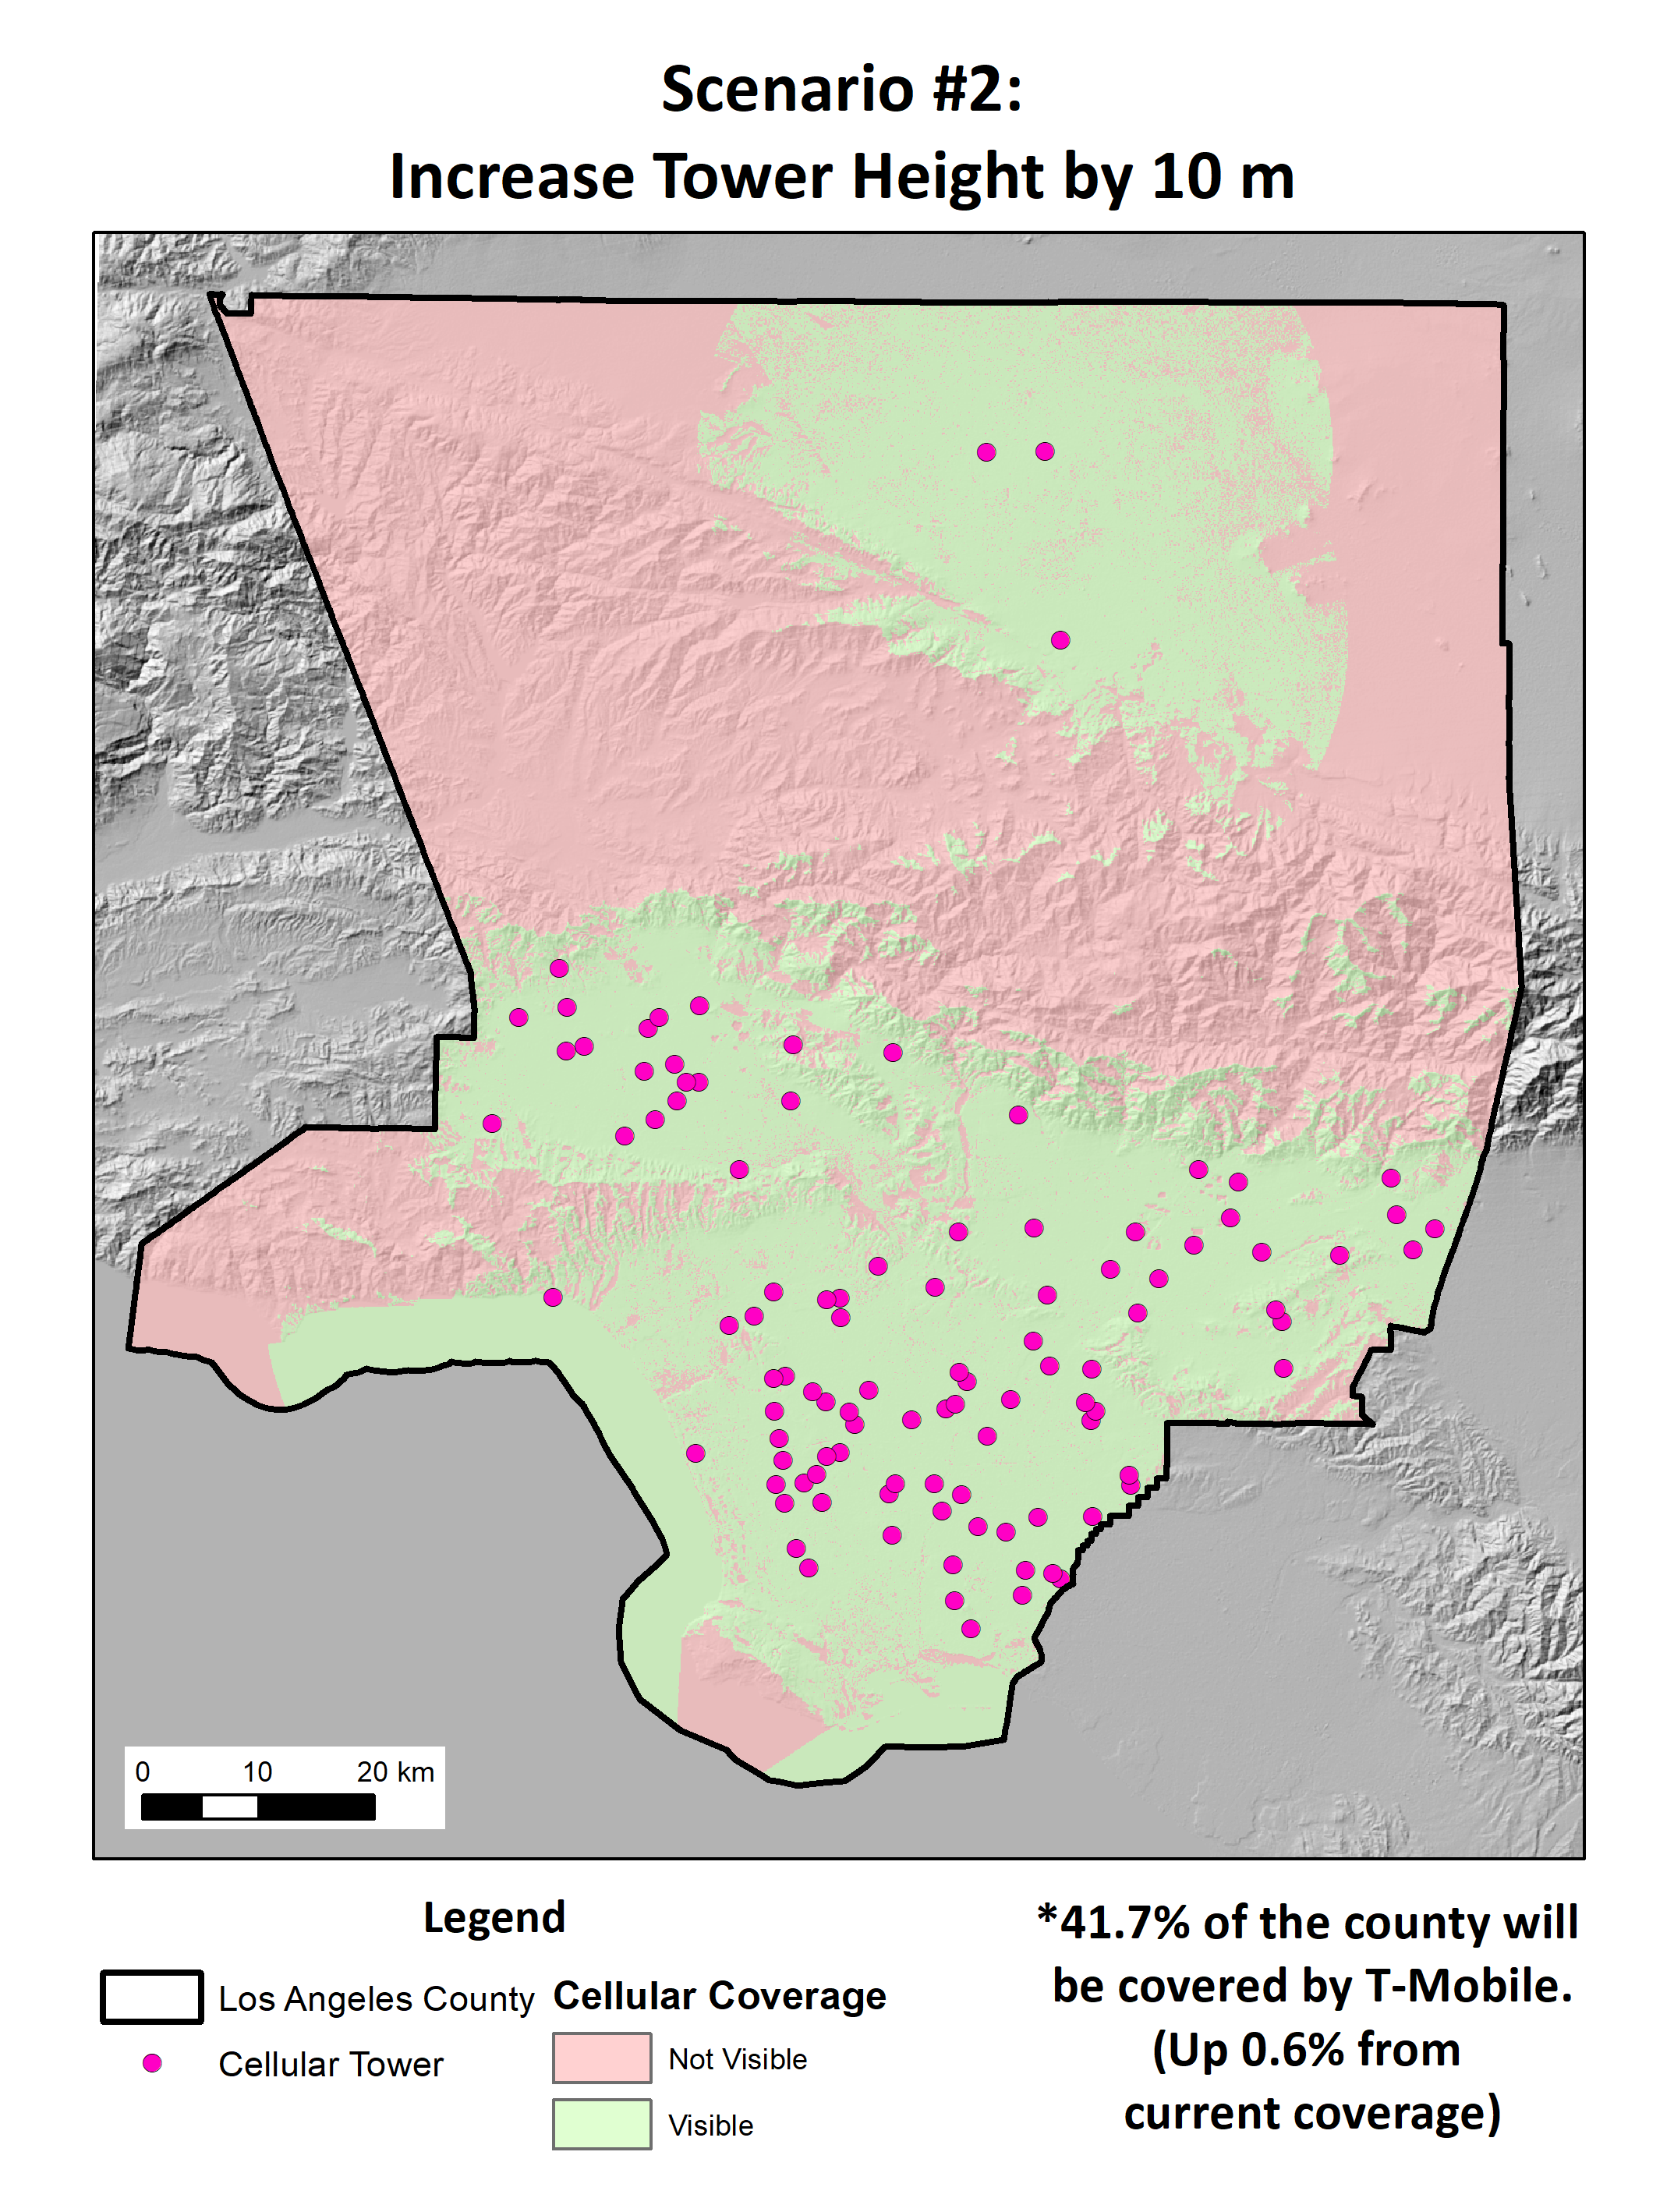 Scenario #2:
Increase Tower Height by 10 m
0 10 20 km
Legend
Los Angeles County
Cellular Tower
Cellular Coverage
Not Visible
Visible
*41.7% of the county will
be covered by T-Mobile.
(Up 0.6% from
current coverage)